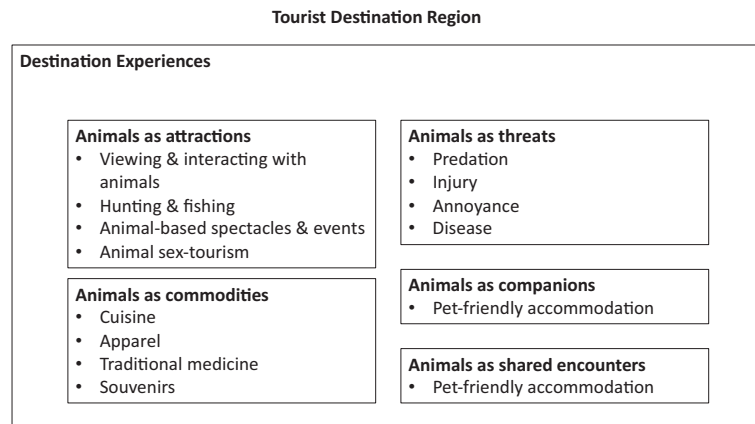 Tourist Destination Region
Destination Experiences
Animals as attractions
• Viewing & interacting with
animals
• Hunting & fishing
• Animal-based spectacles & events
• Animal sex-tourism
Animals as commodities
• Cuisine
• Apparel
• Traditional medicine
• Souvenirs
Animals as threats
• Predation
• Injury
• Annoyance
• Disease
Animals as companions
• Pet-friendly accommodation
Animals as shared encounters
• Pet-friendly accommodation